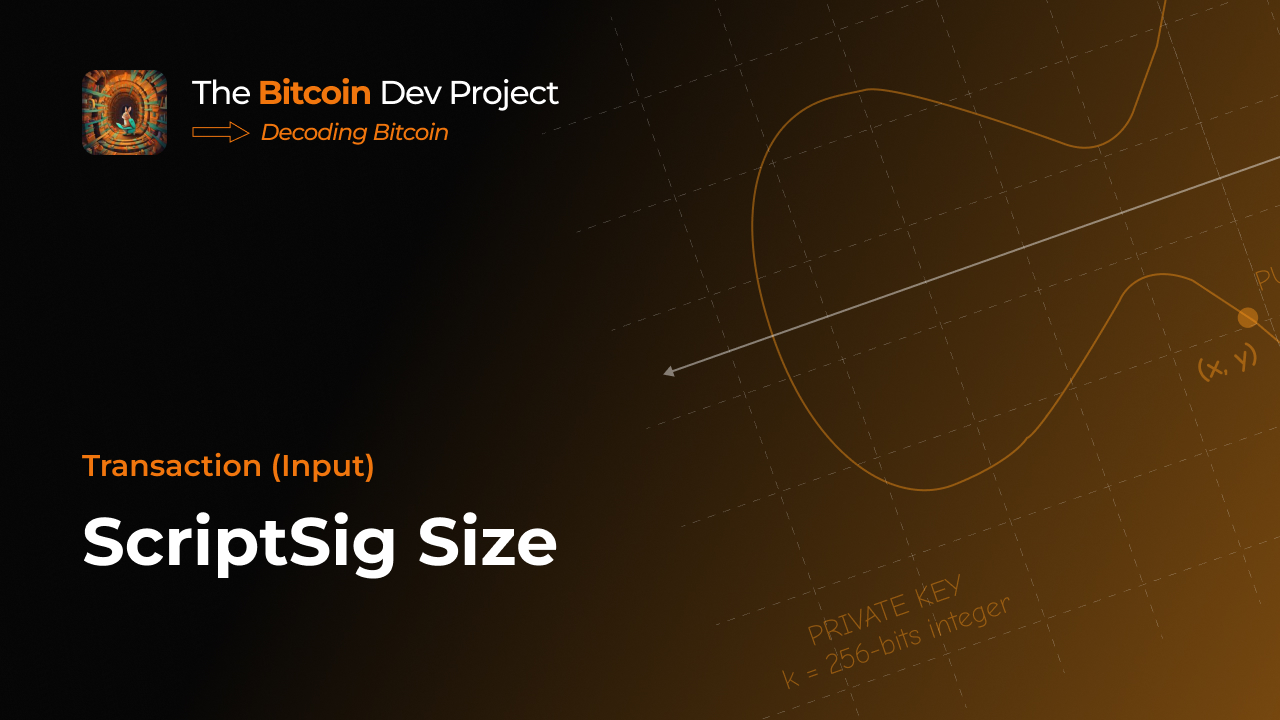 The Bitcoin Dev Project
Decoding Bitcoin
(x, y)
Transaction (Input)
ScriptSig Size
PRIVATE KEY
k = 256-bits integer